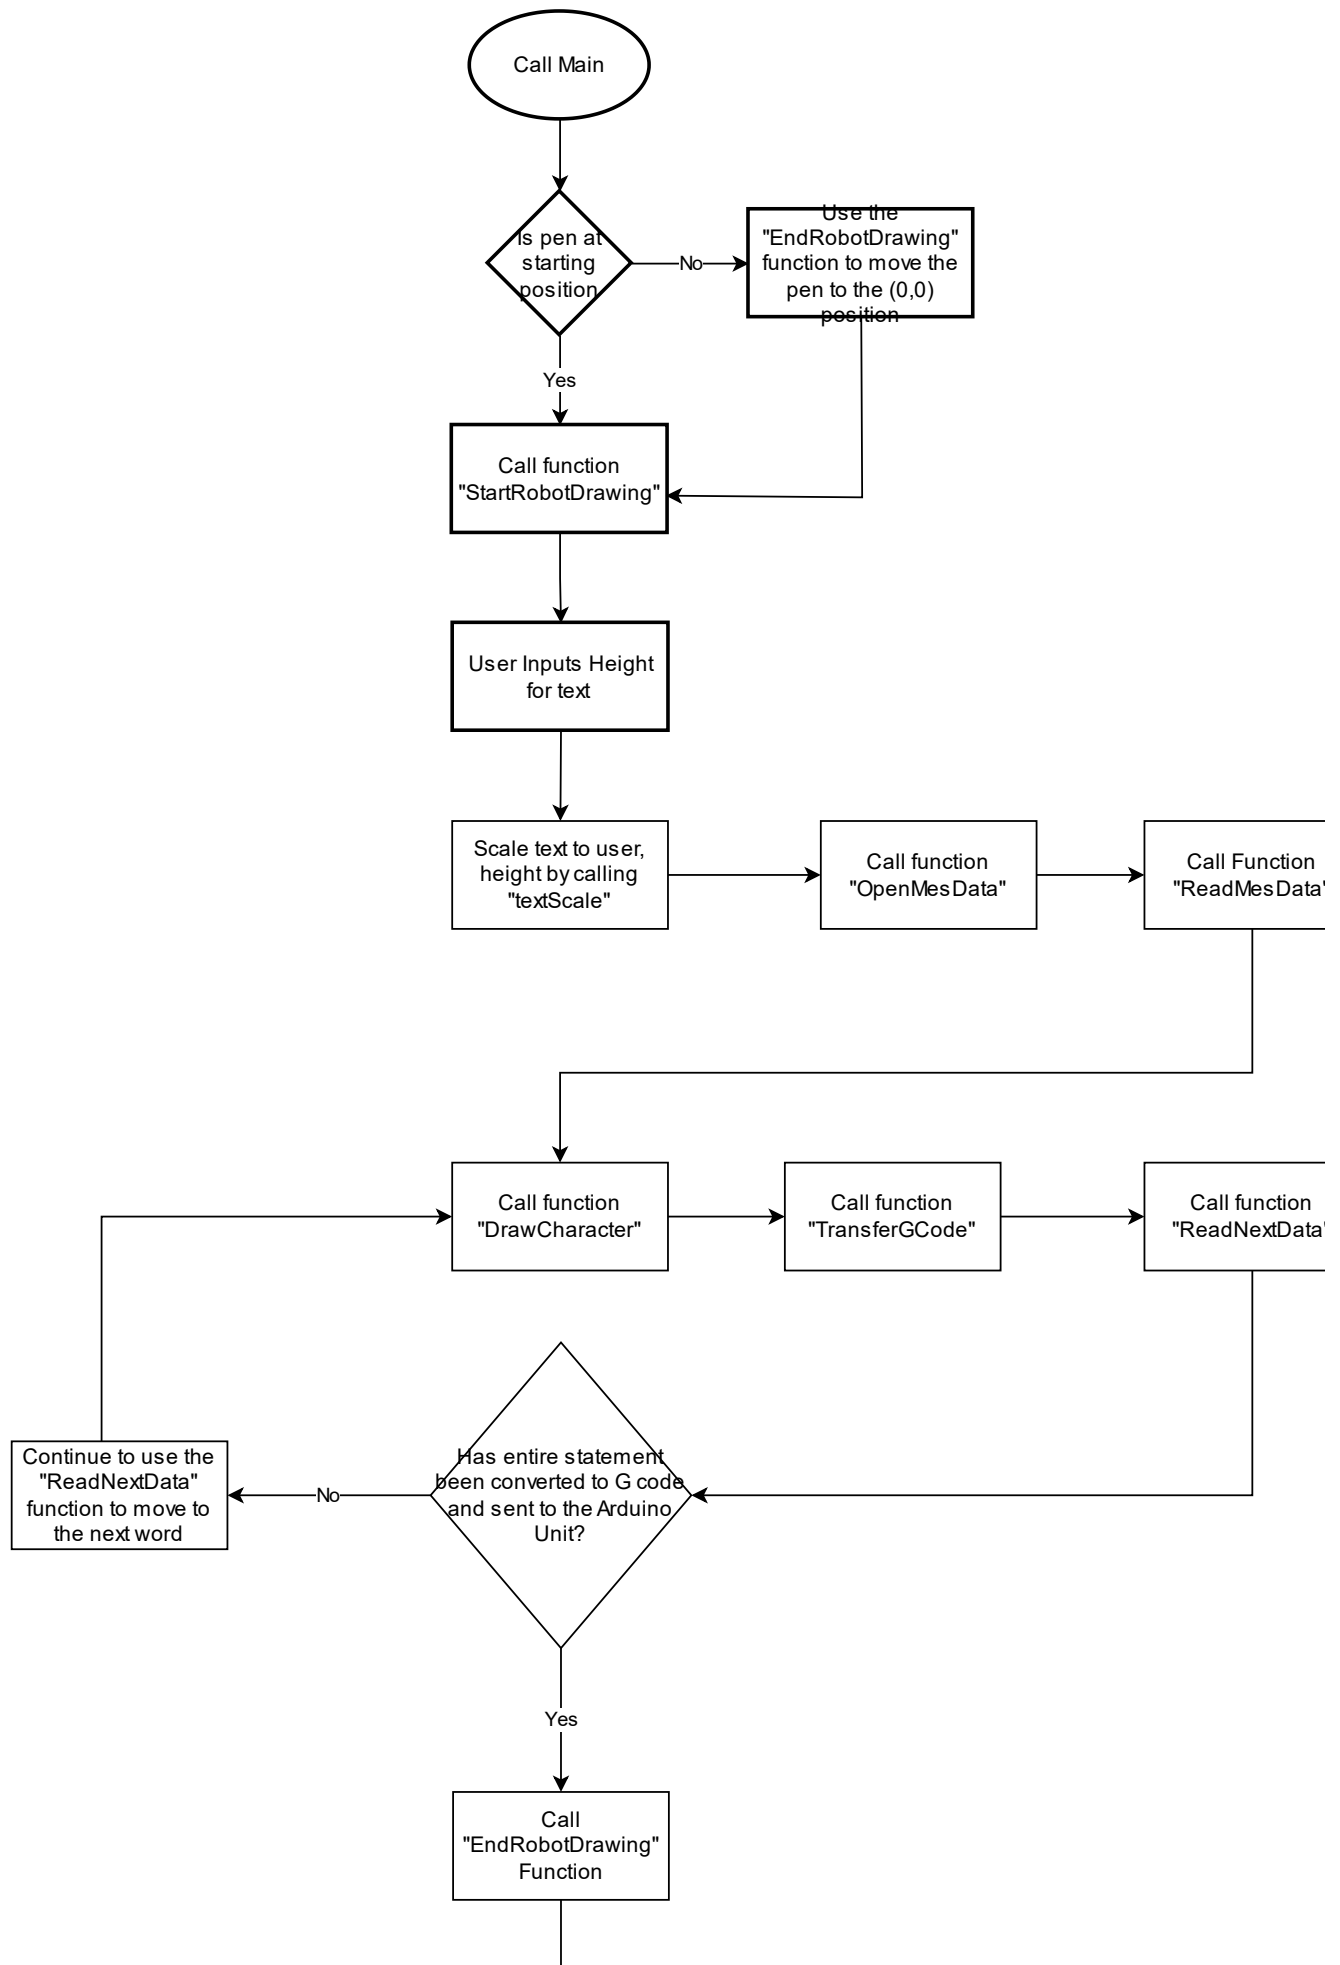 Call Main
Is pen at
starting
position
No
Use the
"EndRobotDrawing"
function to move the
pen to the (0,0)
position
Yes
Call function
"StartRobotDrawing"
User Inputs Height
for text
Scale text to user,
height by calling
"textScale"
Call function
"OpenMesData"
Call Function
"ReadMesData"
Call function
"DrawCharacter"
Call function
"TransferGCode"
Call function
"ReadNextData"
Has entire statement
been converted to G code
and sent to the Arduino
Unit?
No
Continue to use the
"ReadNextData"
function to move to
the next word
Yes
Call
"EndRobotDrawing"
Function